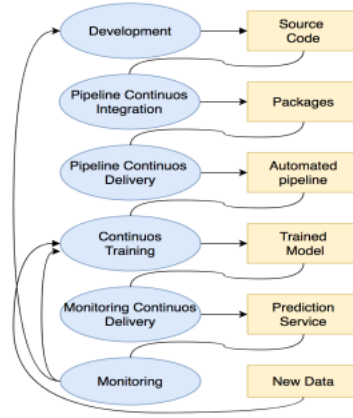 Development
Source
Code
Pipeline Continuos
Integration
Packages
Pipeline Continuos
Delivery
Automated
pipeline
Continuos
Training
Trained
Model
Monitoring Continuos
Delivery
Prediction
Service
Monitoring
New Data